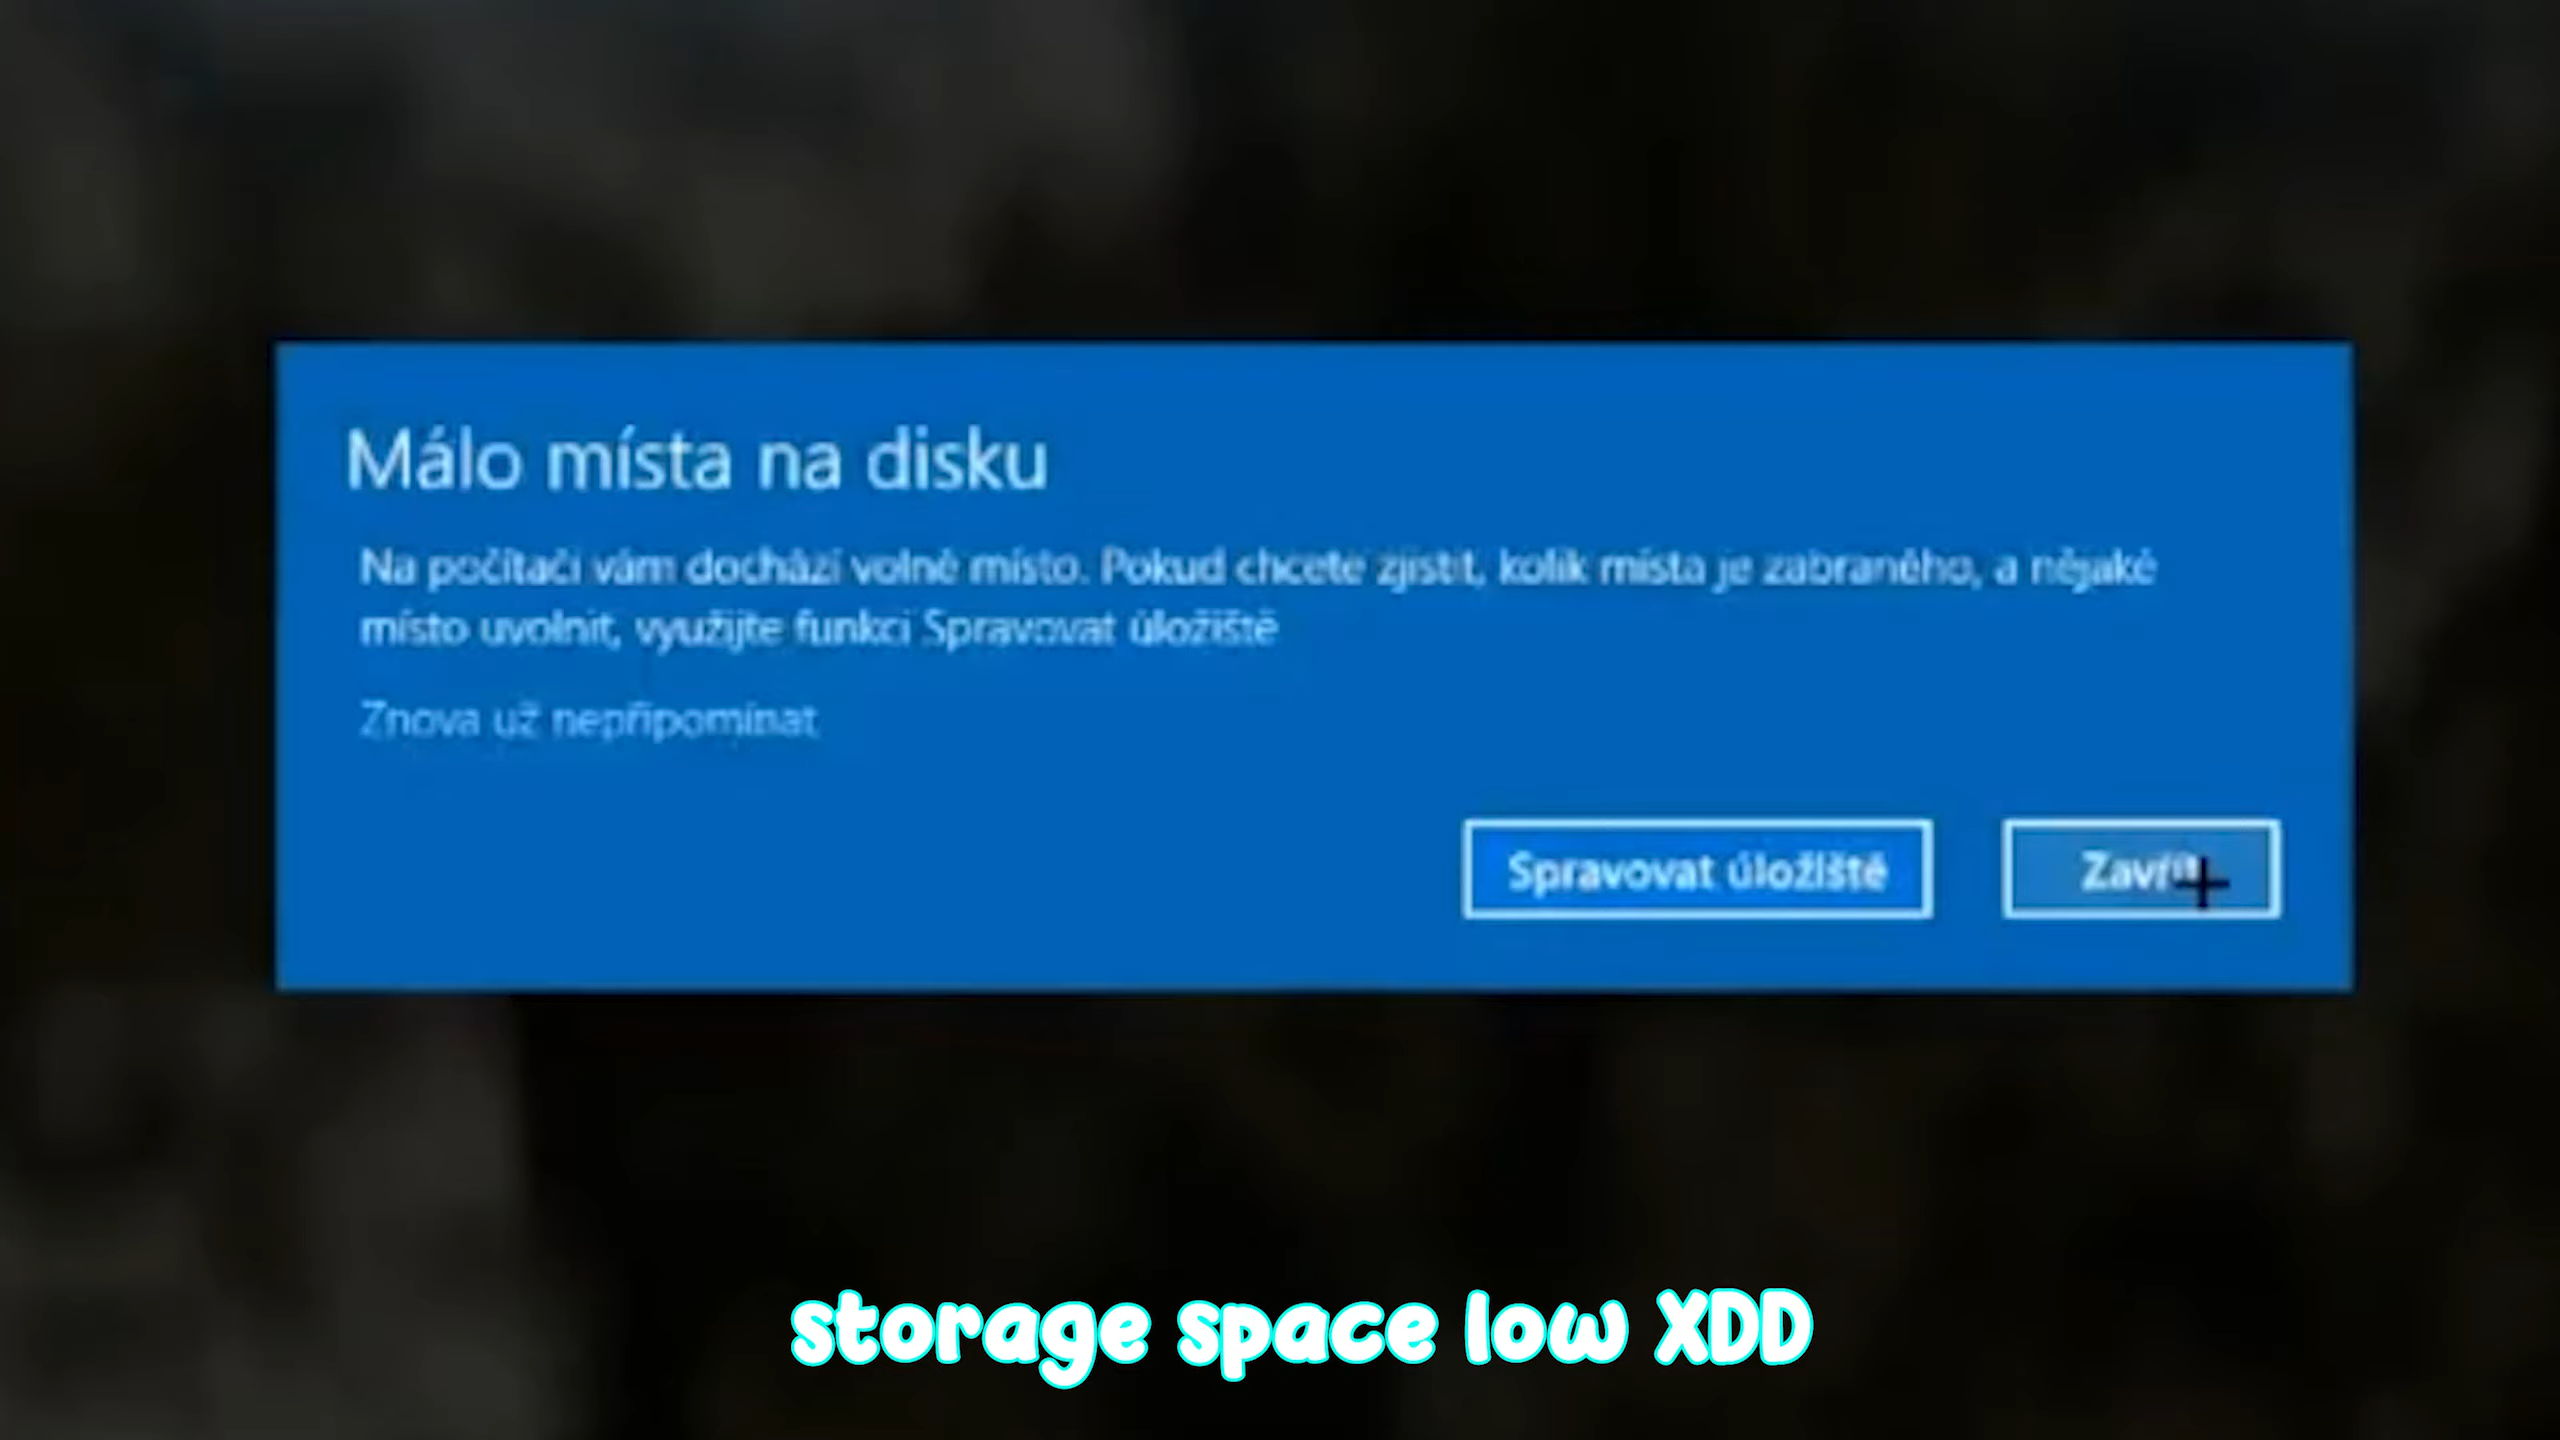 Málo místa na disku
Na počítači vám dochází volné místo. Pokud chcete zjistit, kolik místa je zabraného, a nějaké
místo uvolnit, využijte funkci Spravovat úložiště
Znova už nepřipomínat
Spravovat úložiště
Zavřít
storage space low XDD